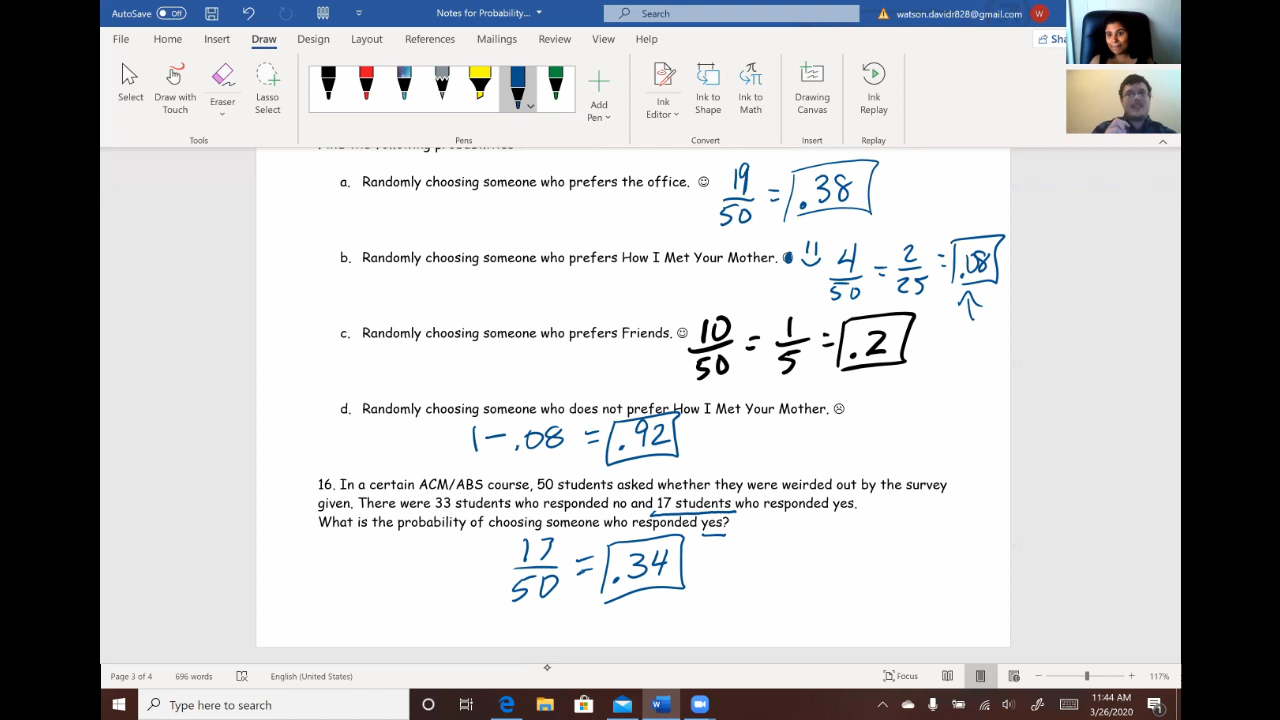 AutoSave Off Notes for Probability... Search watson.davidr828@gmail.com W
File Home Insert Draw Design Layout References Mailings Review View Help Sha
Select Draw with Touch Eraser Lasso Select Add Pen Ink Editor Ink to Shape Ink to Math Drawing Canvas Ink Replay
Tools Pens Convert Insert Replay
a. Randomly choosing someone who prefers the office. ☺ 19/50 = .38
b. Randomly choosing someone who prefers How I Met Your Mother. 4/50 = 2/25 = .08
c. Randomly choosing someone who prefers Friends. ☺ 10/50 = 1/5 = .2
d. Randomly choosing someone who does not prefer How I Met Your Mother. ☹
1 - .08 = .92
16. In a certain ACM/ABS course, 50 students asked whether they were weirded out by the survey
given. There were 33 students who responded no and 17 students who responded yes.
What is the probability of choosing someone who responded yes?
17/50 = .34
Page 3 of 4 696 words English (United States) Focus 117%
Type here to search 11:44 AM
3/26/2020 1